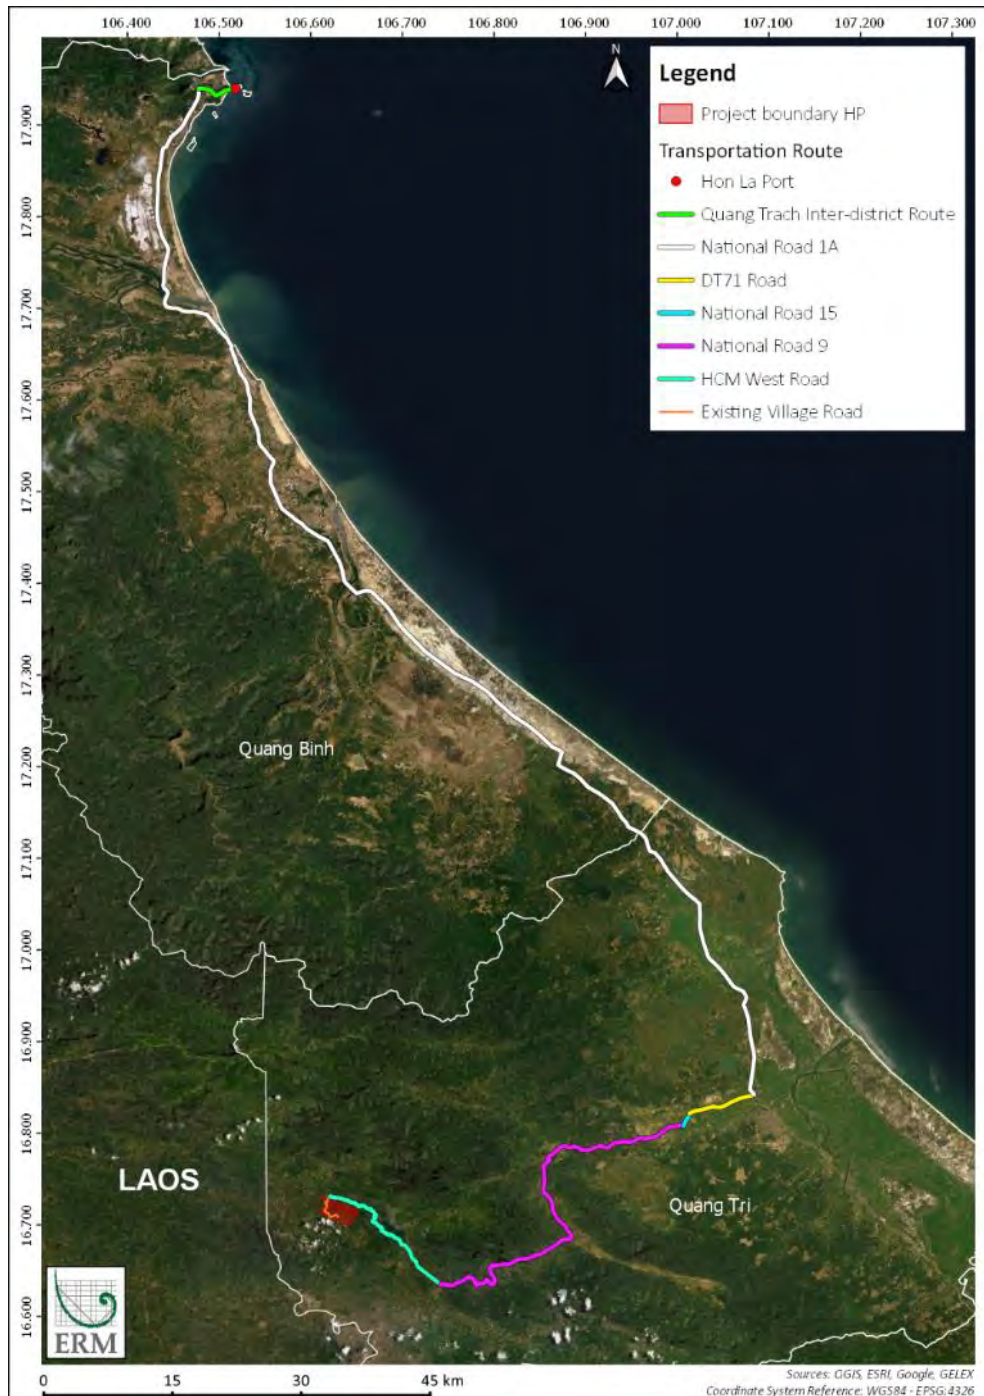 106.400 106.500 106.600 106.700 106.800 106.900 107.000 107.100 107.200 107.300
N
Legend
Project boundary HP
Transportation Route
Hon La Port
Quang Trach Inter-district Route
National Road 1A
DT71 Road
National Road 15
National Road 9
HCM West Road
Existing Village Road
17.900
17.800
17.700
17.600
17.500
17.400
17.300
17.200
17.100
17.000
16.900
16.800
16.700
16.600
Quang Binh
LAOS
Quang Tri
ERM
0 15 30 45 km
Sources: QGIS, ESRI, Google, GELEX
Coordinate System Reference: WGS84 - EPSG:4326